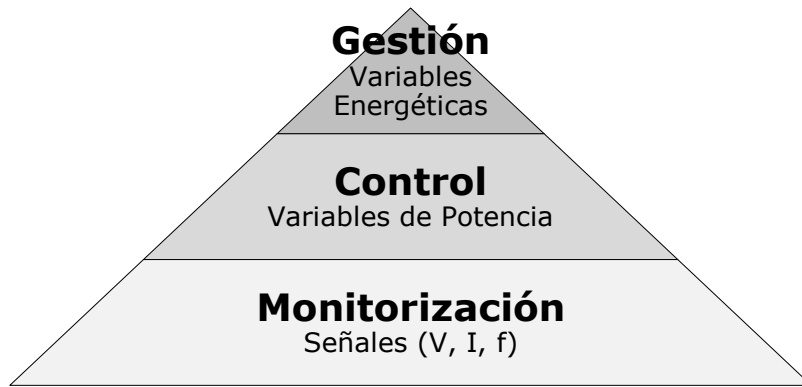 Gestión
Variables
Energéticas
Control
Variables de Potencia
Monitorización
Señales (V, I, f)